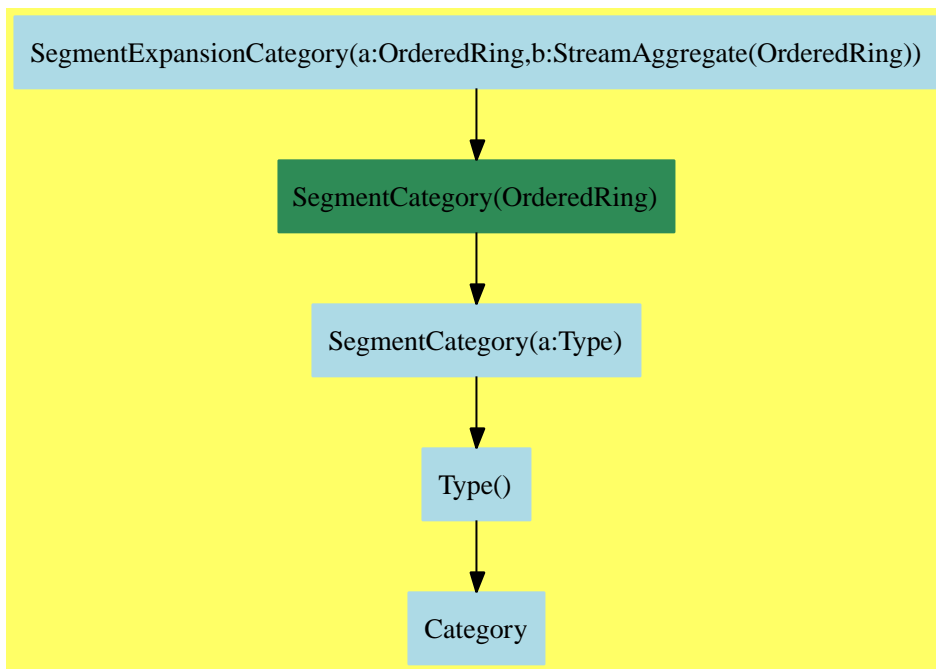 SegmentExpansionCategory(a:OrderedRing,b:StreamAggregate(OrderedRing))
SegmentCategory(OrderedRing)
SegmentCategory(a:Type)
Type()
Category